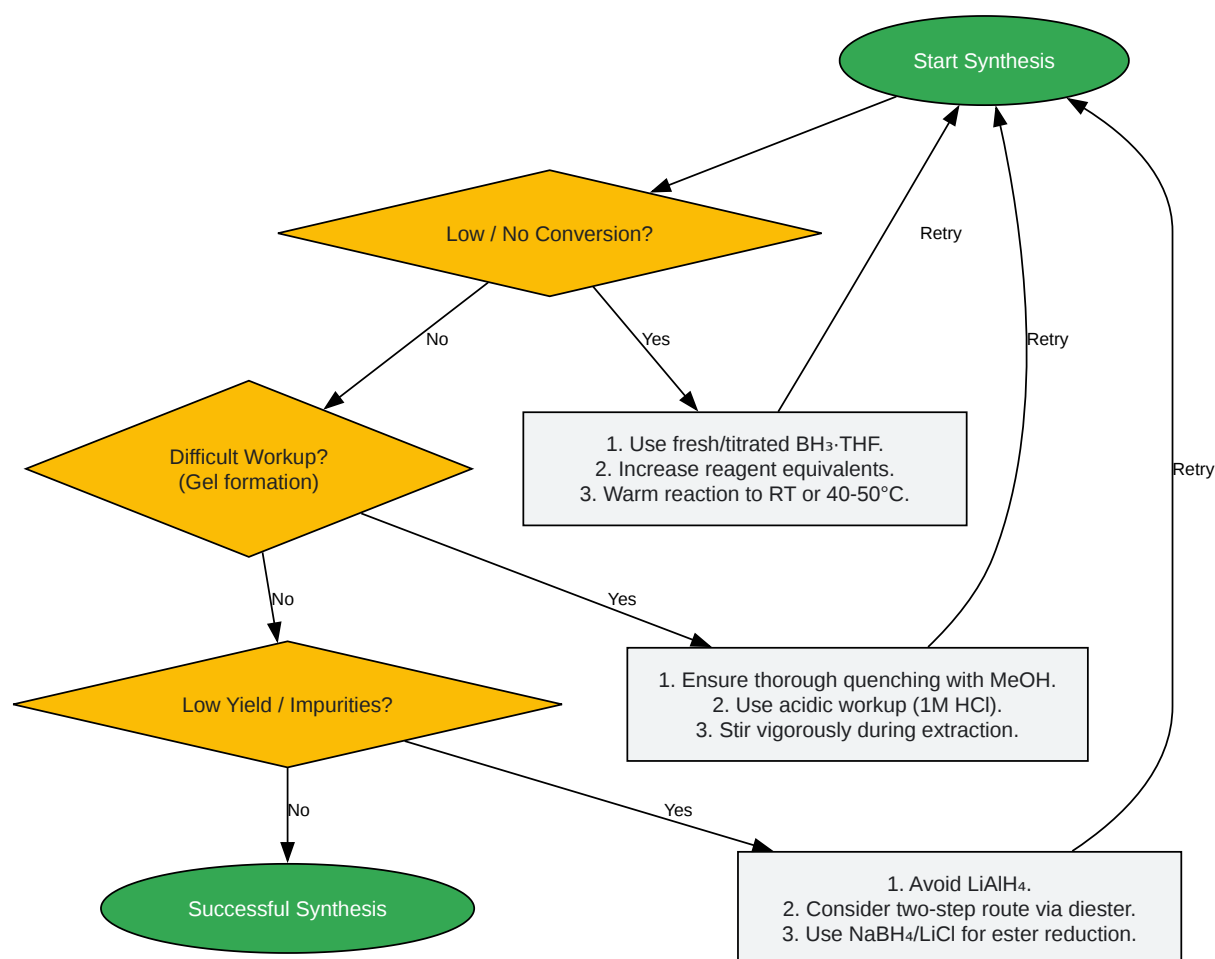 Start Synthesis
Low / No Conversion?
Retry
No
Yes
Retry
1. Use fresh/titrated BH₃·THF.
2. Increase reagent equivalents.
3. Warm reaction to RT or 40-50°C.
Difficult Workup?
(Gel formation)
Retry
No
Yes
1. Ensure thorough quenching with MeOH.
2. Use acidic workup (1M HCl).
3. Stir vigorously during extraction.
Low Yield / Impurities?
No
Yes
1. Avoid LiAlH₄.
2. Consider two-step route via diester.
3. Use NaBH₄/LiCl for ester reduction.
Successful Synthesis